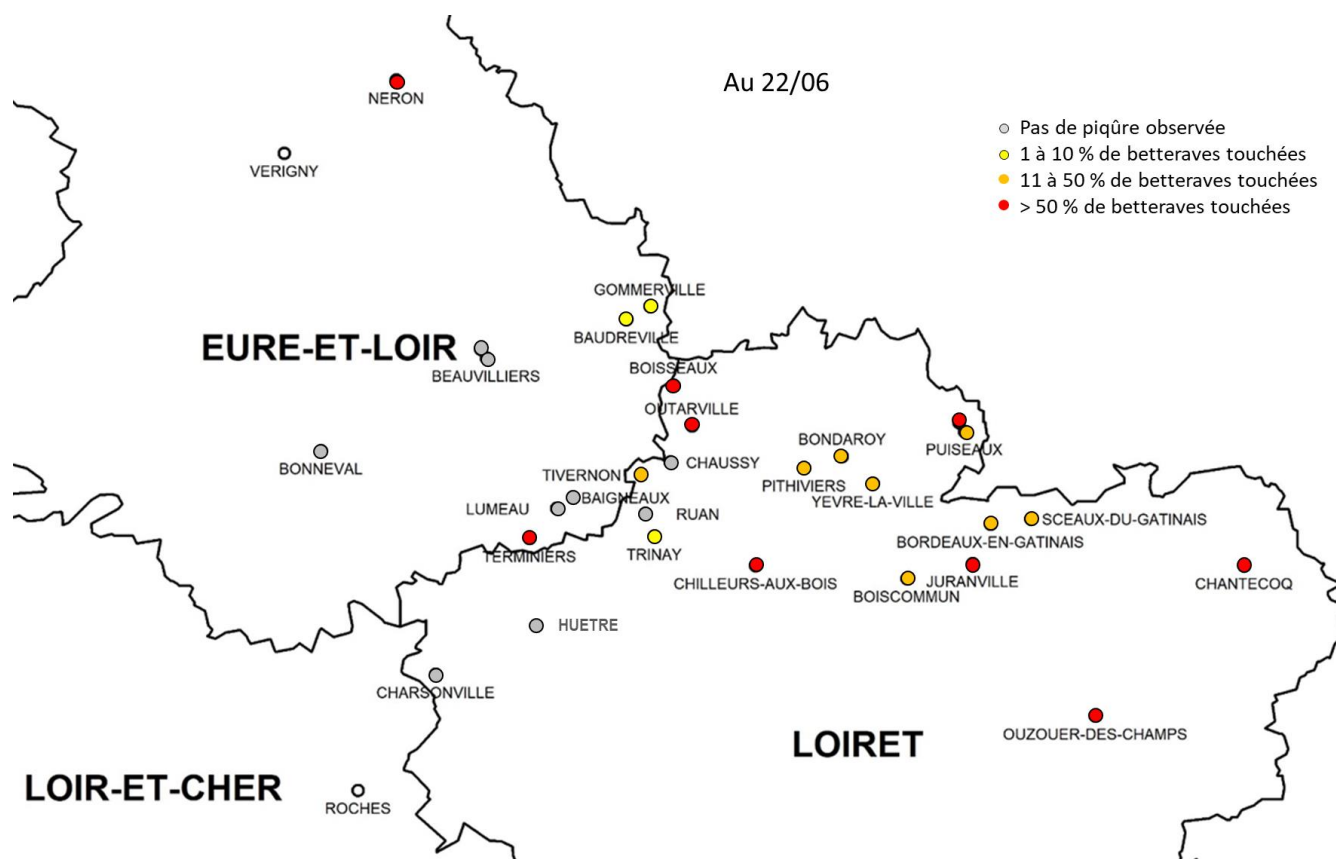 Au 22/06
NERON
Pas de piqûre observée
VERIGNY
1 à 10 % de betteraves touchées
11 à 50 % de betteraves touchées
> 50 % de betteraves touchées
GOMMERVILLE
BAUDREVILLE
EURE-ET-LOIR
BEAUVILLIERS
BOISSEAUX
OUTARVILLE
BONDAROY
PUISEAUX
BONNEVAL
TIVERNON
CHAUSSY
PITHIVIERS
YEVRE-LA-VILLE
BAIGNEAUX
LUMEAU
RUAN
SCEAUX-DU-GATINAIS
BORDEAUX-EN-GATINAIS
TERMINIERS
TRINAY
CHILLEURS-AUX-BOIS
JURANVILLE
BOISCOMMUN
CHANTECOQ
HUETRE
CHARSONVILLE
OUZOUER-DES-CHAMPS
LOIRET
LOIR-ET-CHER
ROCHES